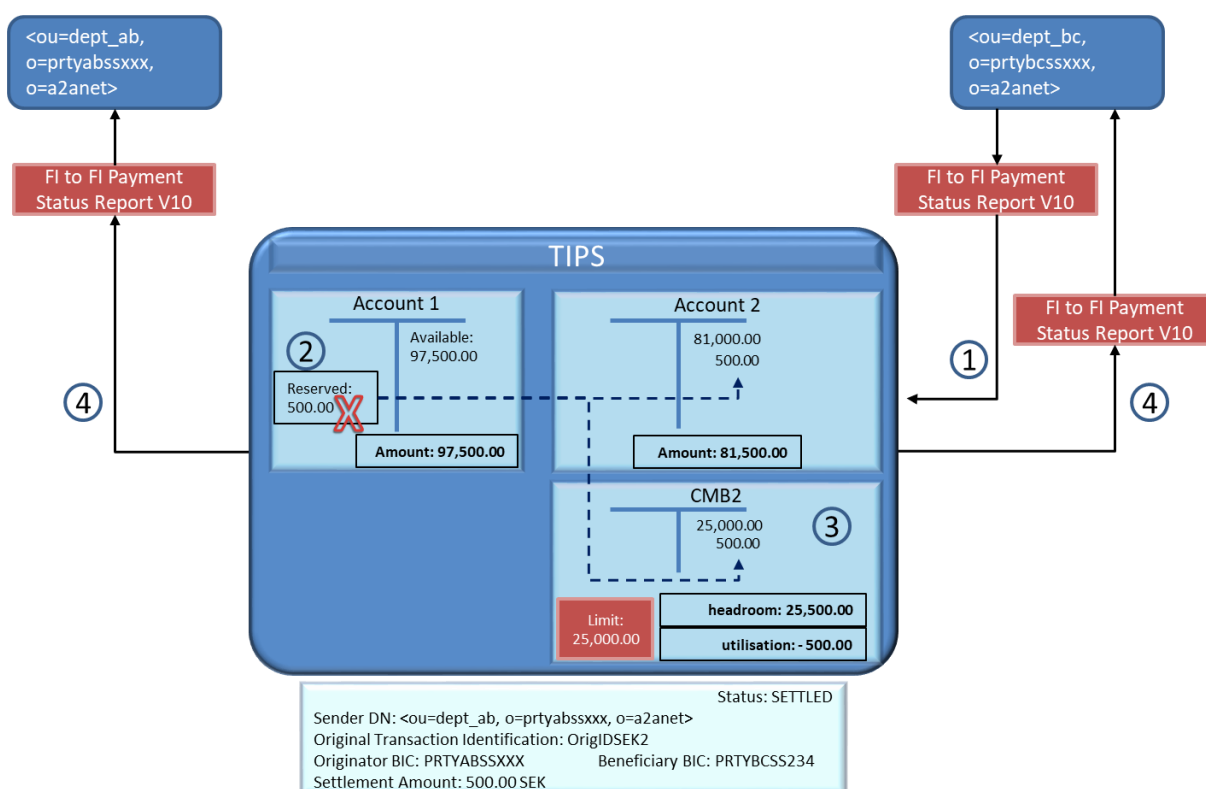 <ou=dept_ab,
o=prtyabssxxx,
o=a2anet>
<ou=dept_bc,
o=prtybcssxxx,
o=a2anet>
FI to FI Payment
Status Report V10
FI to FI Payment
Status Report V10
TIPS
Account 1
Available:
97,500.00
2
Reserved:
500.00
X
Amount: 97,500.00
Account 2
81,000.00
500.00
Amount: 81,500.00
FI to FI Payment
Status Report V10
1
4
4
CMB2
25,000.00
500.00
3
Limit:
25,000.00
headroom: 25,500.00
utilisation: - 500.00
Status: SETTLED
Sender DN: <ou=dept_ab, o=prtyabssxxx, o=a2anet>
Original Transaction Identification: OrigIDSEK2
Originator BIC: PRTYABSSXXX Beneficiary BIC: PRTYBCSS234
Settlement Amount: 500.00 SEK